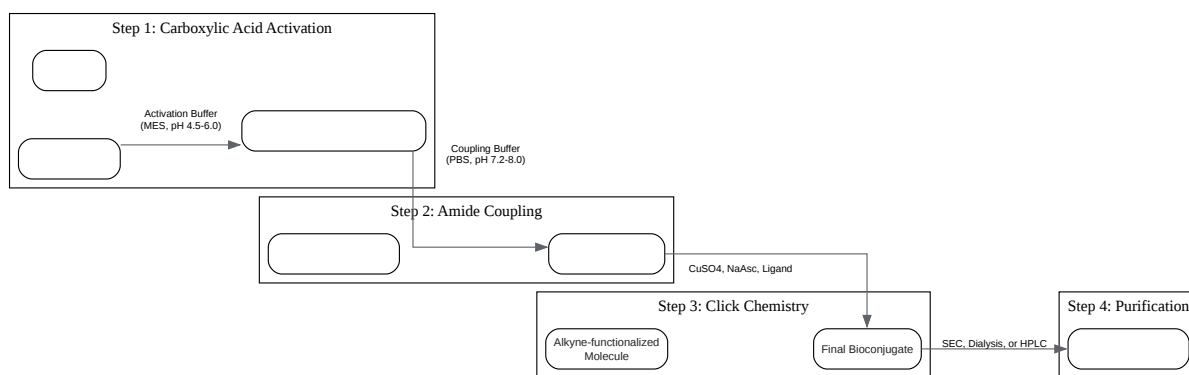 Step 1: Carboxylic Acid Activation
Activation Buffer
(MES, pH 4.5-6.0)
Coupling Buffer
(PBS, pH 7.2-8.0)
Step 2: Amide Coupling
CuSO4, NaAsc, Ligand
Step 3: Click Chemistry
Alkyne-functionalized
Molecule
Final Bioconjugate
SEC, Dialysis, or HPLC
Step 4: Purification